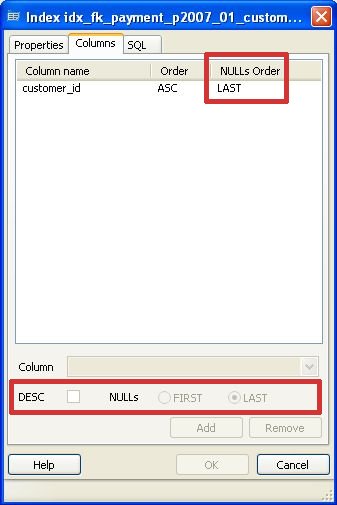 Index idx_fk_payment_p2007_01_custom...
Properties Columns SQL
Column name Order NULLs Order
customer_id ASC LAST
Column
DESC NULLs FIRST LAST
Add Remove
Help OK Cancel